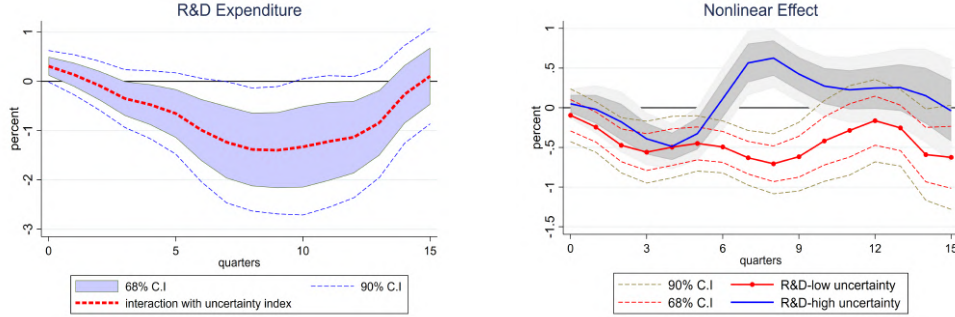 R&D Expenditure
percent
1
0
-1
-2
-3
0
5
10
15
quarters
68% C.I
90% C.I
interaction with uncertainty index
Nonlinear Effect
percent
1
.5
0
-.5
-1
-1.5
0
3
6
9
12
15
quarters
90% C.I
R&D-low uncertainty
68% C.I
R&D-high uncertainty